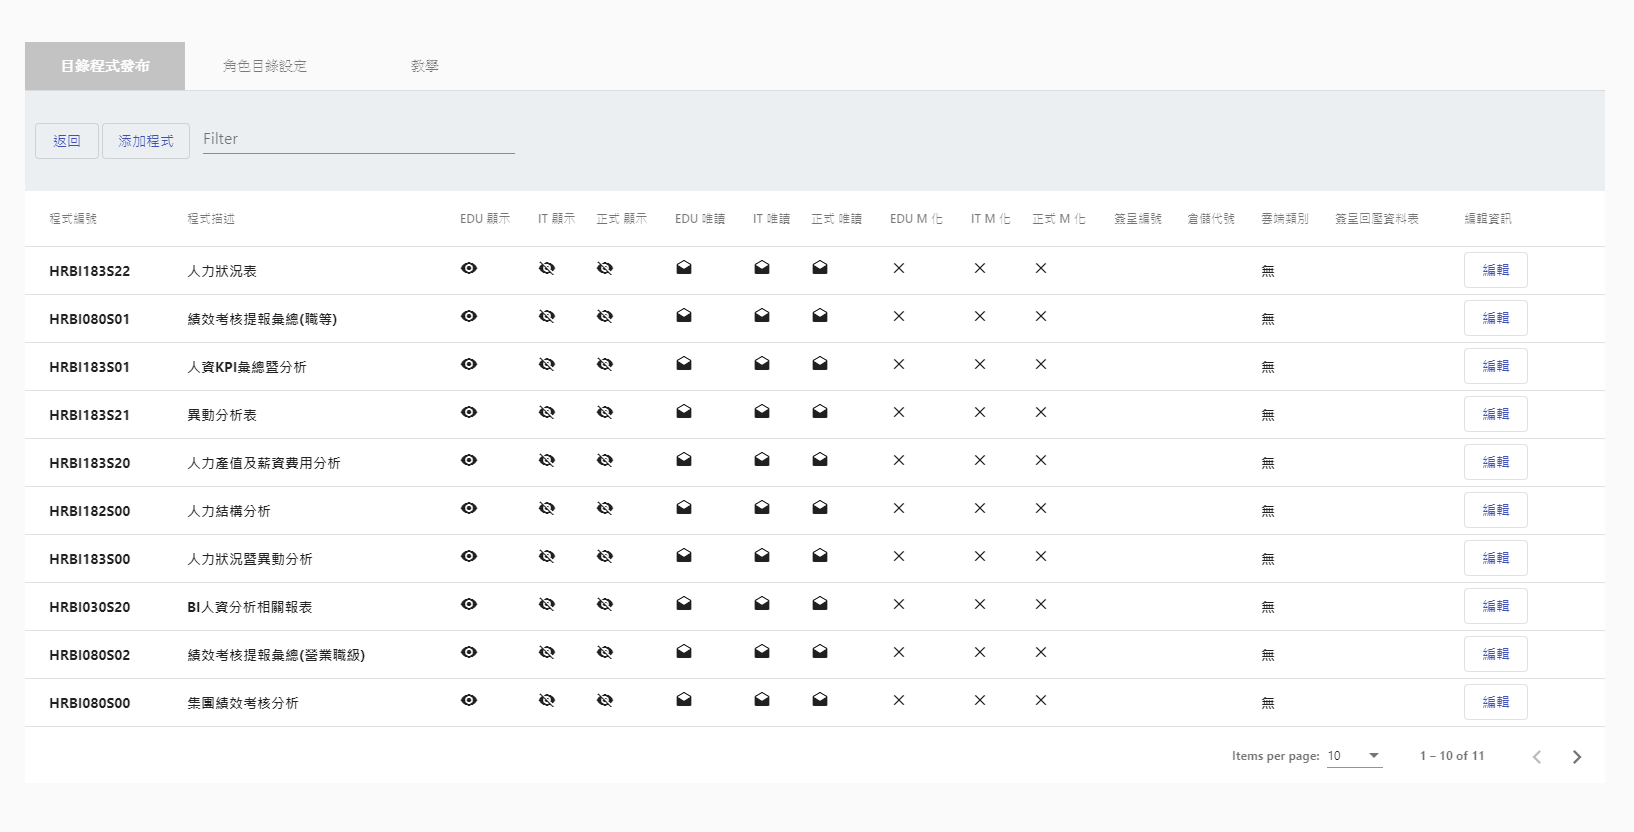 目錄程式發布 角色目錄設定 教學
返回 添加程式 Filter
程式編號 程式描述 EDU 顯示 IT 顯示 正式 顯示 EDU 唯讀 IT 唯讀 正式 唯讀 EDU M 化 IT M 化 正式 M 化 簽呈編號 倉儲代號 雲端類別 簽呈回壓資料表 編輯資訊
HRBI183S22 人力狀況表 無 編輯
HRBI080S01 績效考核提報彙總(職等) 無 編輯
HRBI183S01 人資KPI彙總暨分析 無 編輯
HRBI183S21 異動分析表 無 編輯
HRBI183S20 人力產值及薪資費用分析 無 編輯
HRBI182S00 人力結構分析 無 編輯
HRBI183S00 人力狀況暨異動分析 無 編輯
HRBI030S20 BI人資分析相關報表 無 編輯
HRBI080S02 績效考核提報彙總(營業職級) 無 編輯
HRBI080S00 集團績效考核分析 無 編輯
Items per page: 10 1 – 10 of 11